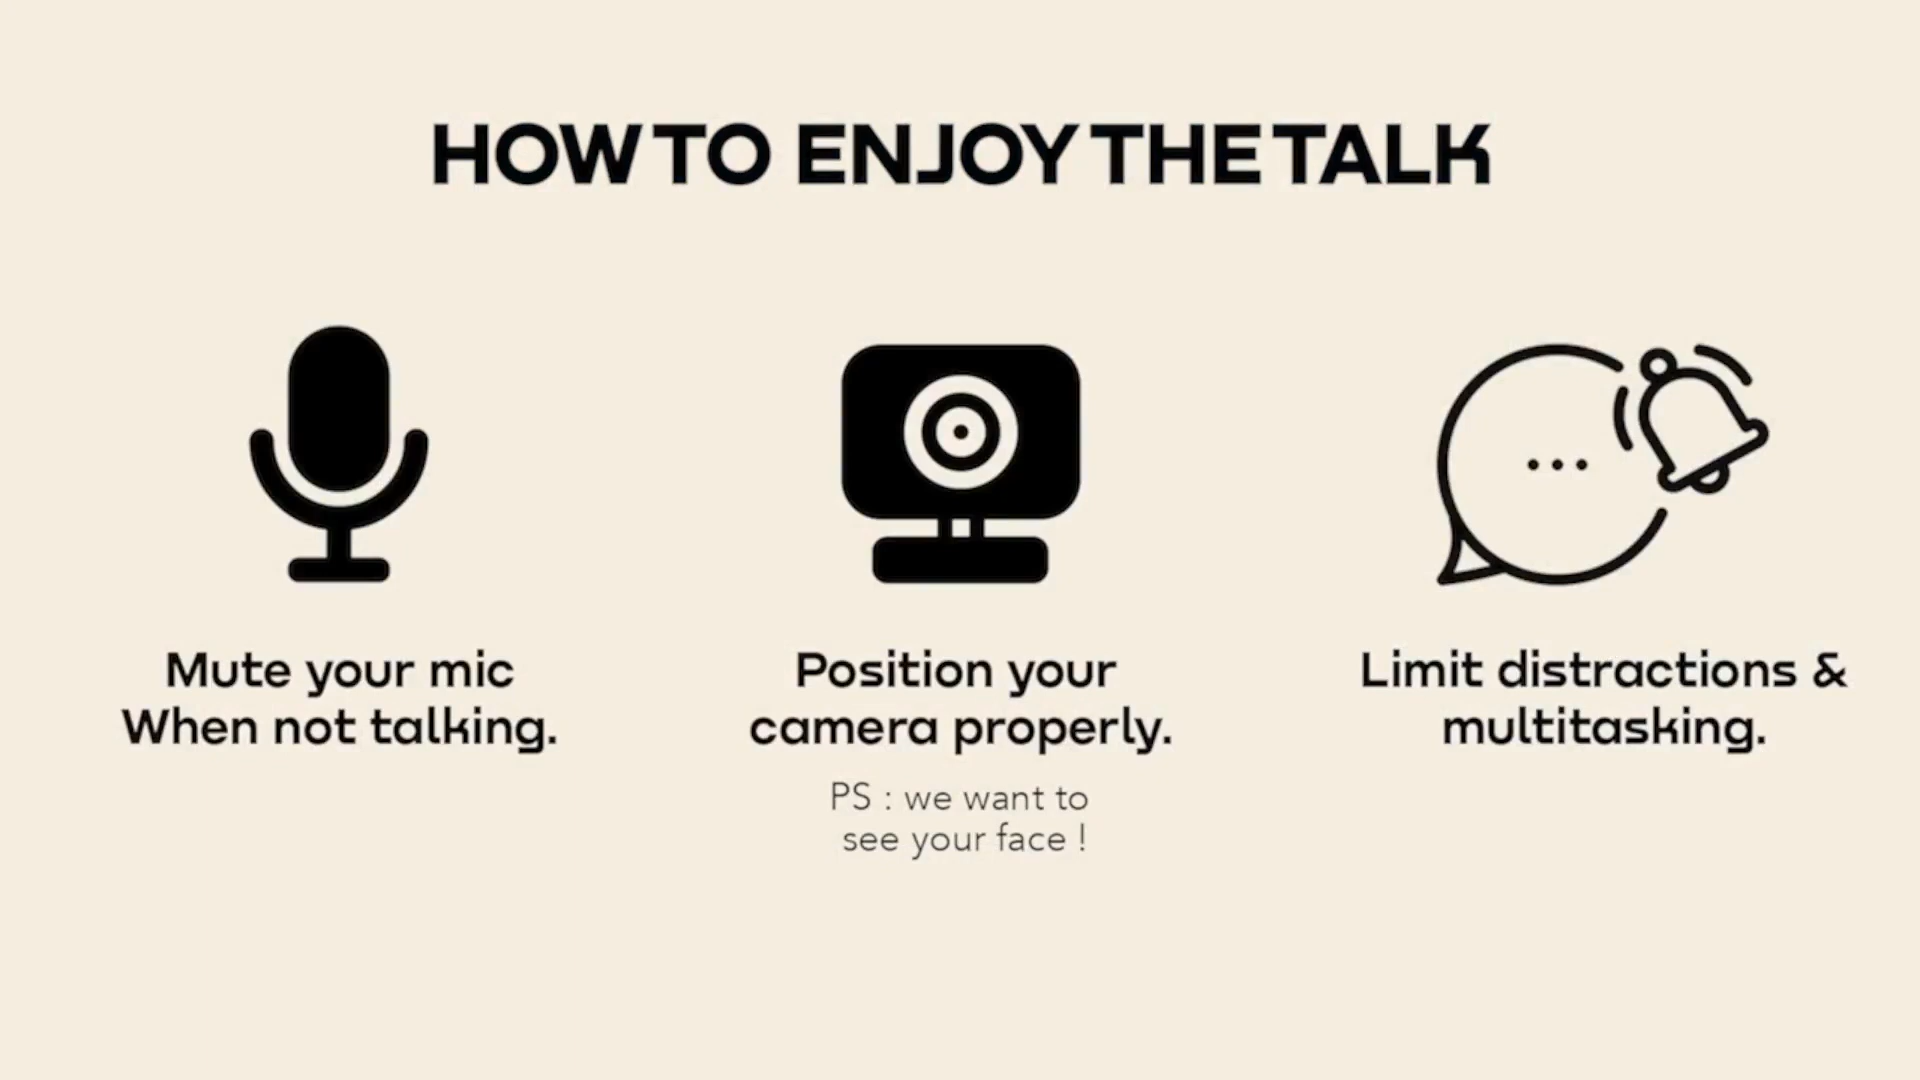 HOW TO ENJOY THE TALK
Mute your mic
When not talking.
Position your
camera properly.
PS : we want to
see your face !
Limit distractions &
multitasking.